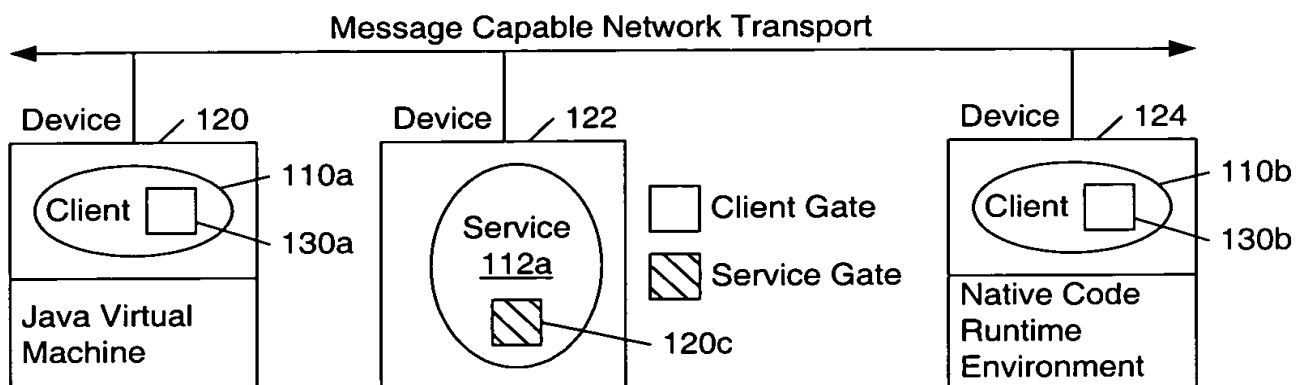 Message Capable Network Transport
Device
120
Device
122
Device
124
110a
Client
130a
Service
112a
Client Gate
Service Gate
120c
110b
Client
130b
Java Virtual
Machine
Native Code
Runtime
Environment